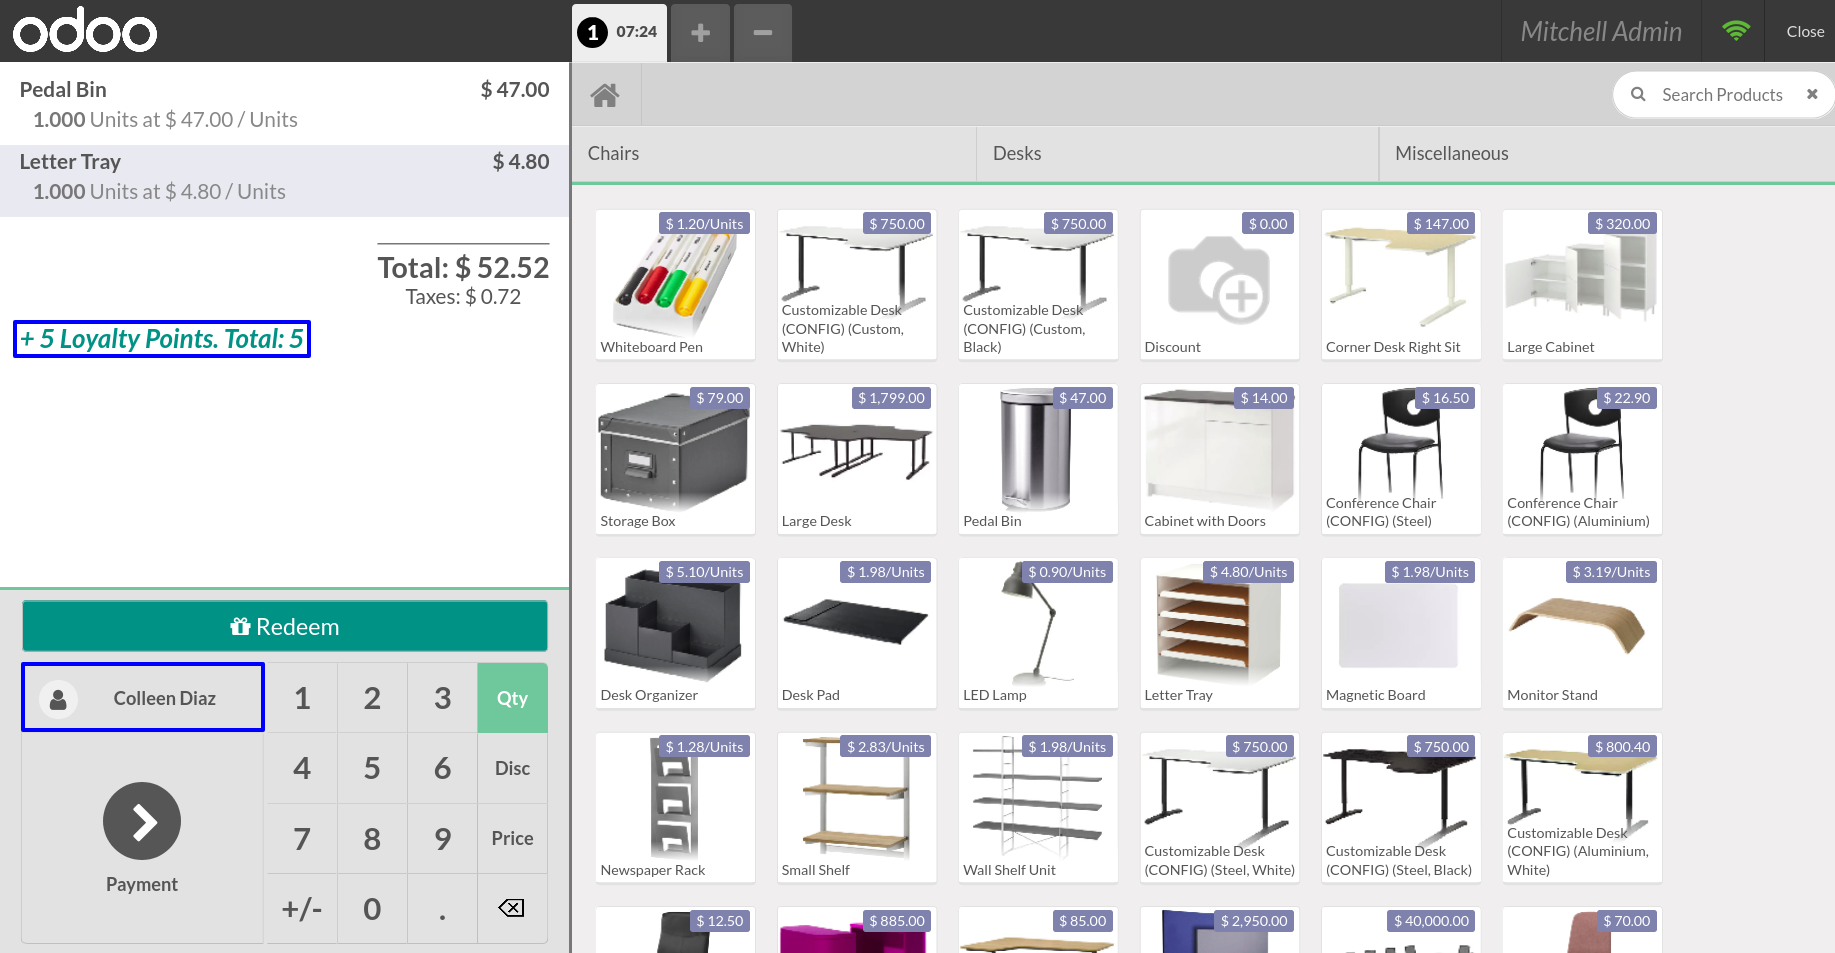 odoo
1 07:24
Mitchell Admin
Close
Pedal Bin $ 47.00
1.000 Units at $ 47.00 / Units
Letter Tray $ 4.80
1.000 Units at $ 4.80 / Units
Total: $ 52.52
Taxes: $ 0.72
+ 5 Loyalty Points. Total: 5
Redeem
Colleen Diaz
Payment
1 2 3 Qty
4 5 6 Disc
7 8 9 Price
+/- 0 .
Search Products
Chairs Desks Miscellaneous
$ 1.20/Units
Whiteboard Pen
$ 750.00
Customizable Desk
(CONFIG) (Custom,
White)
$ 750.00
Customizable Desk
(CONFIG) (Custom,
Black)
$ 0.00
Discount
$ 147.00
Corner Desk Right Sit
$ 320.00
Large Cabinet
$ 79.00
Storage Box
$ 1,799.00
Large Desk
$ 47.00
Pedal Bin
$ 14.00
Cabinet with Doors
$ 16.50
Conference Chair
(CONFIG) (Steel)
$ 22.90
Conference Chair
(CONFIG) (Aluminium)
$ 5.10/Units
Desk Organizer
$ 1.98/Units
Desk Pad
$ 0.90/Units
LED Lamp
$ 4.80/Units
Letter Tray
$ 1.98/Units
Magnetic Board
$ 3.19/Units
Monitor Stand
$ 1.28/Units
Newspaper Rack
$ 2.83/Units
Small Shelf
$ 1.98/Units
Wall Shelf Unit
$ 750.00
Customizable Desk
(CONFIG) (Steel, White)
$ 750.00
Customizable Desk
(CONFIG) (Steel, Black)
$ 800.40
Customizable Desk
(CONFIG) (Aluminium,
White)
$ 12.50
$ 885.00
$ 85.00
$ 2,950.00
$ 40,000.00
$ 70.00